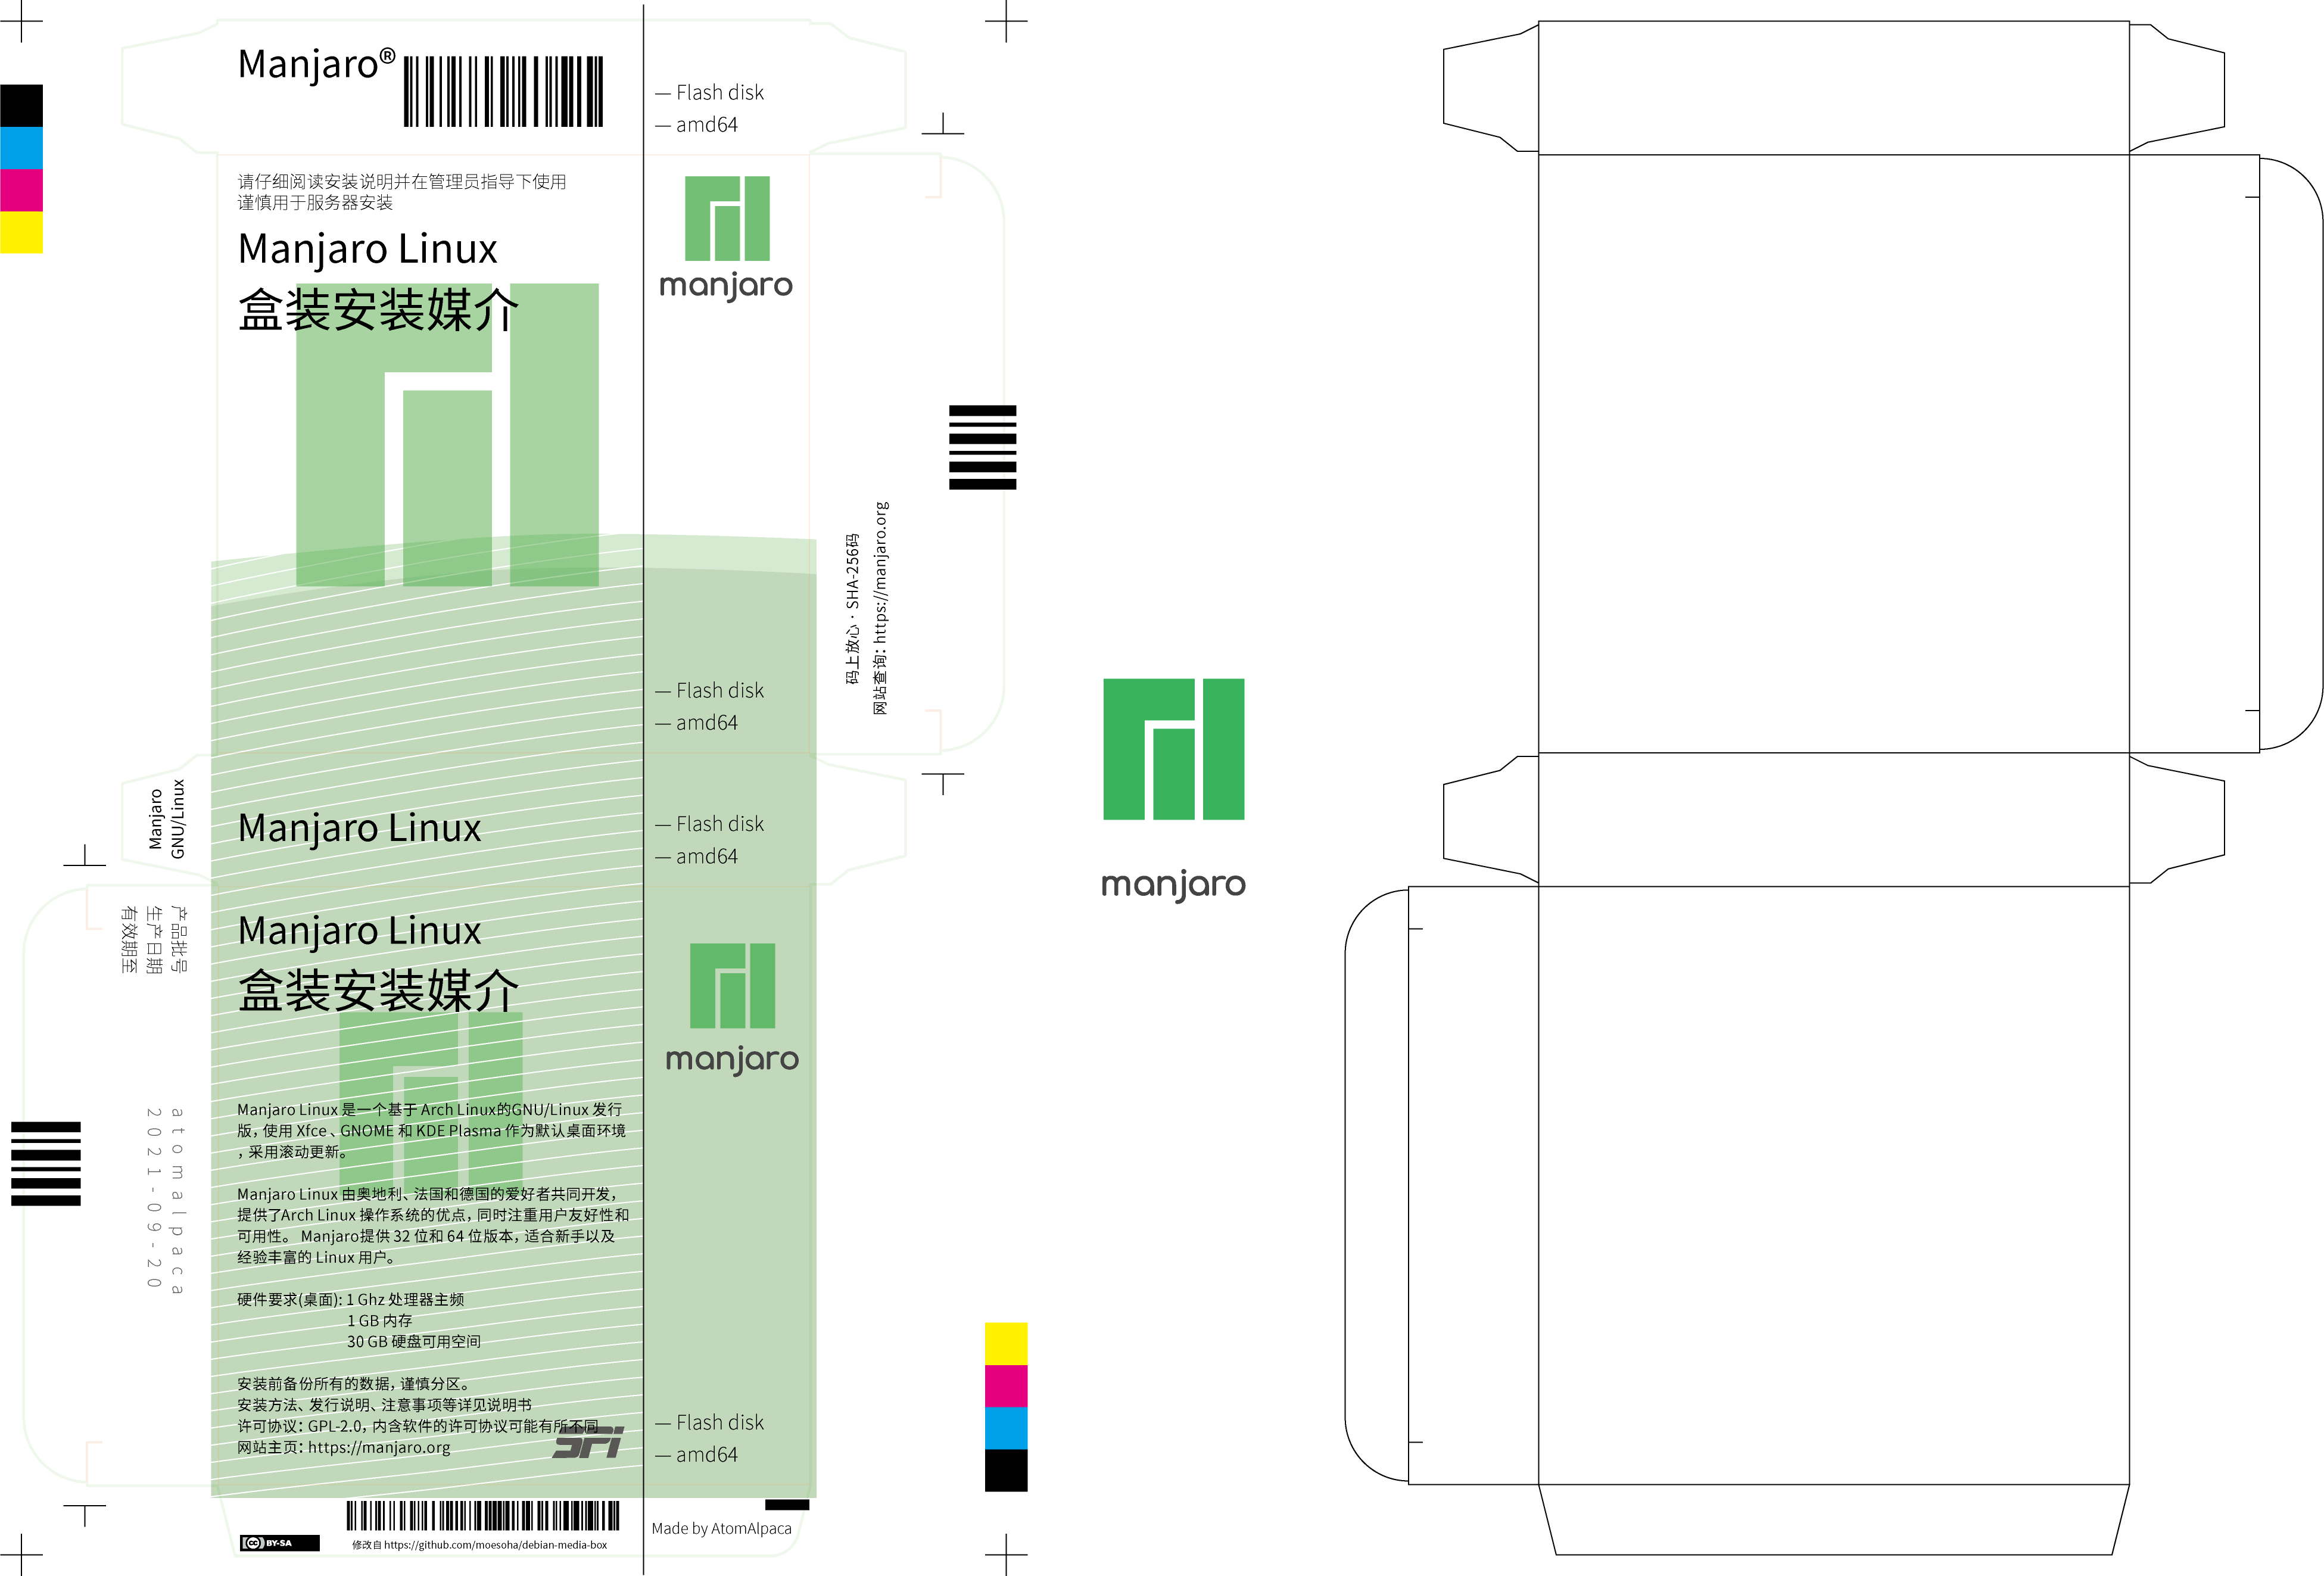 Manjaro®
— Flash disk
— amd64
请仔细阅读安装说明并在管理员指导下使用
谨慎用于服务器安装
Manjaro Linux
盒装安装媒介
manjaro
码上放心 · SHA-256码
网站查询: https://manjaro.org
— Flash disk
— amd64
Manjaro
GNU/Linux
Manjaro Linux
— Flash disk
— amd64
manjaro
产品批号
生产日期
有效期至
atomalpaca
2021-09-20
Manjaro Linux
盒装安装媒介
manjaro
Manjaro Linux 是一个基于 Arch Linux的GNU/Linux 发行
版, 使用 Xfce 、GNOME 和 KDE Plasma 作为默认桌面环境
, 采用滚动更新。
Manjaro Linux 由奥地利、法国和德国的爱好者共同开发,
提供了Arch Linux 操作系统的优点, 同时注重用户友好性和
可用性。 Manjaro提供 32 位和 64 位版本, 适合新手以及
经验丰富的 Linux 用户。
硬件要求(桌面): 1 Ghz 处理器主频
1 GB 内存
30 GB 硬盘可用空间
安装前备份所有的数据, 谨慎分区。
安装方法、发行说明、注意事项等详见说明书
许可协议: GPL-2.0, 内含软件的许可协议可能有所不同
网站主页: https://manjaro.org
SPi
— Flash disk
— amd64
cc BY-SA
修改自 https://github.com/moesoha/debian-media-box
Made by AtomAlpaca